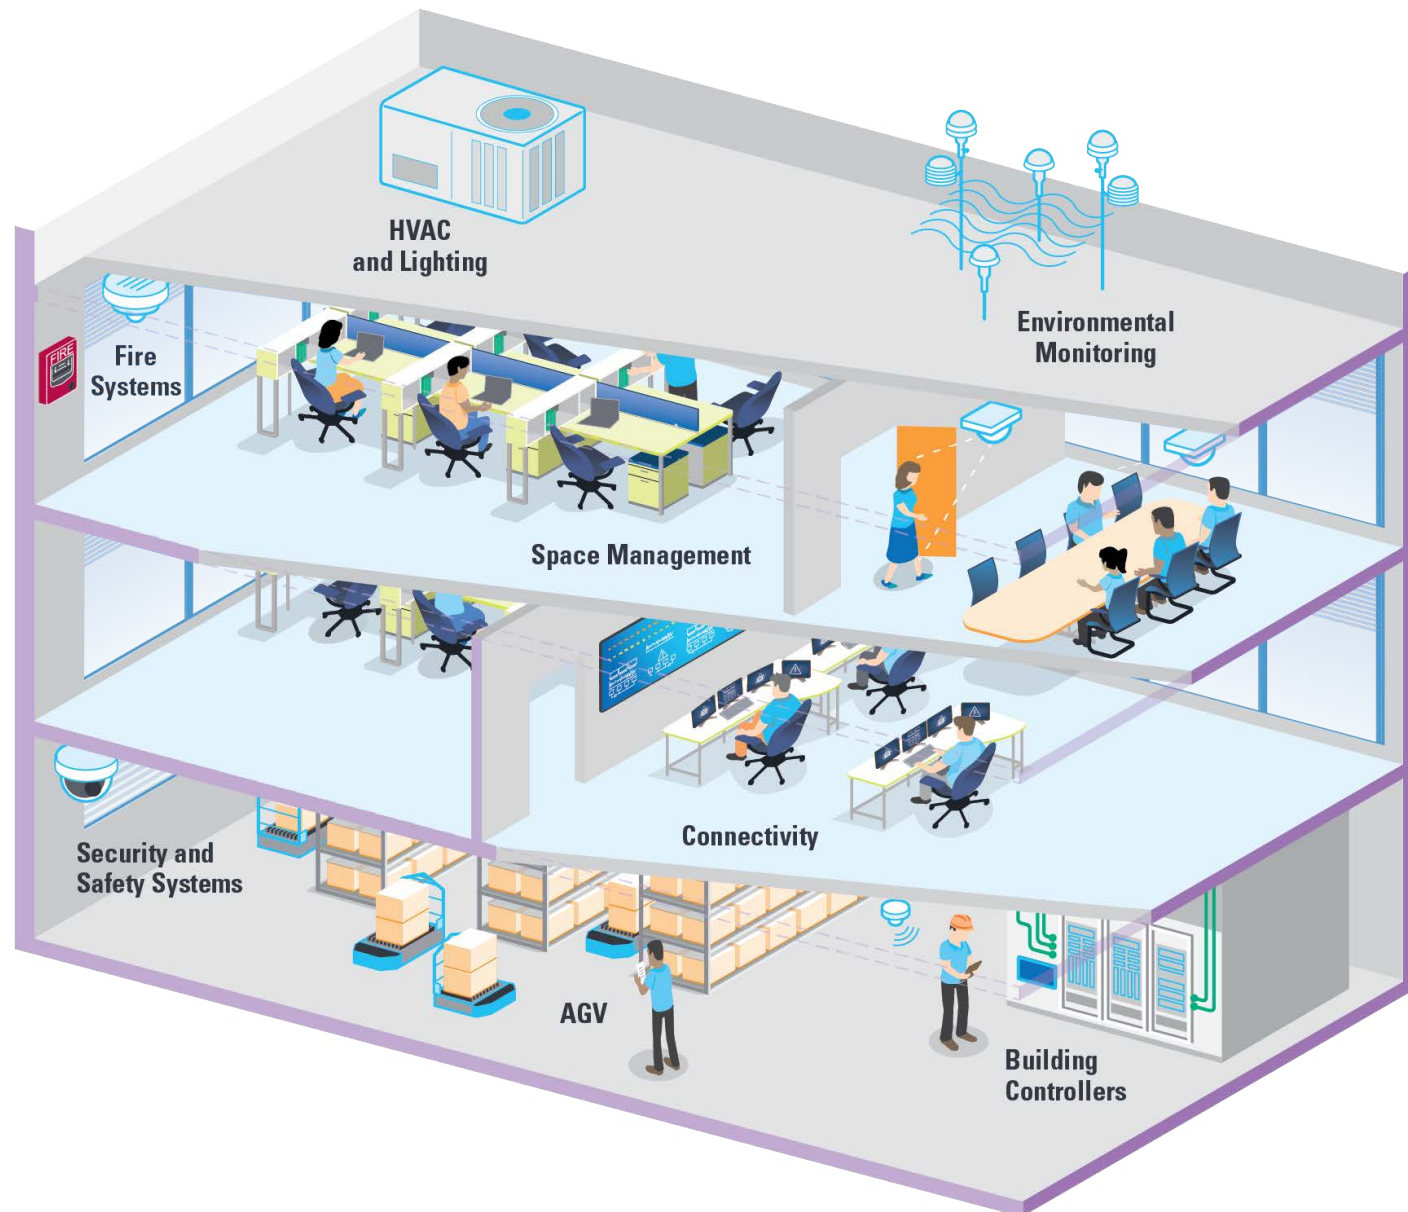 HVAC
and Lighting
Environmental
Monitoring
FIRE
Fire
Systems
Space Management
Connectivity
Security and
Safety Systems
AGV
Building
Controllers